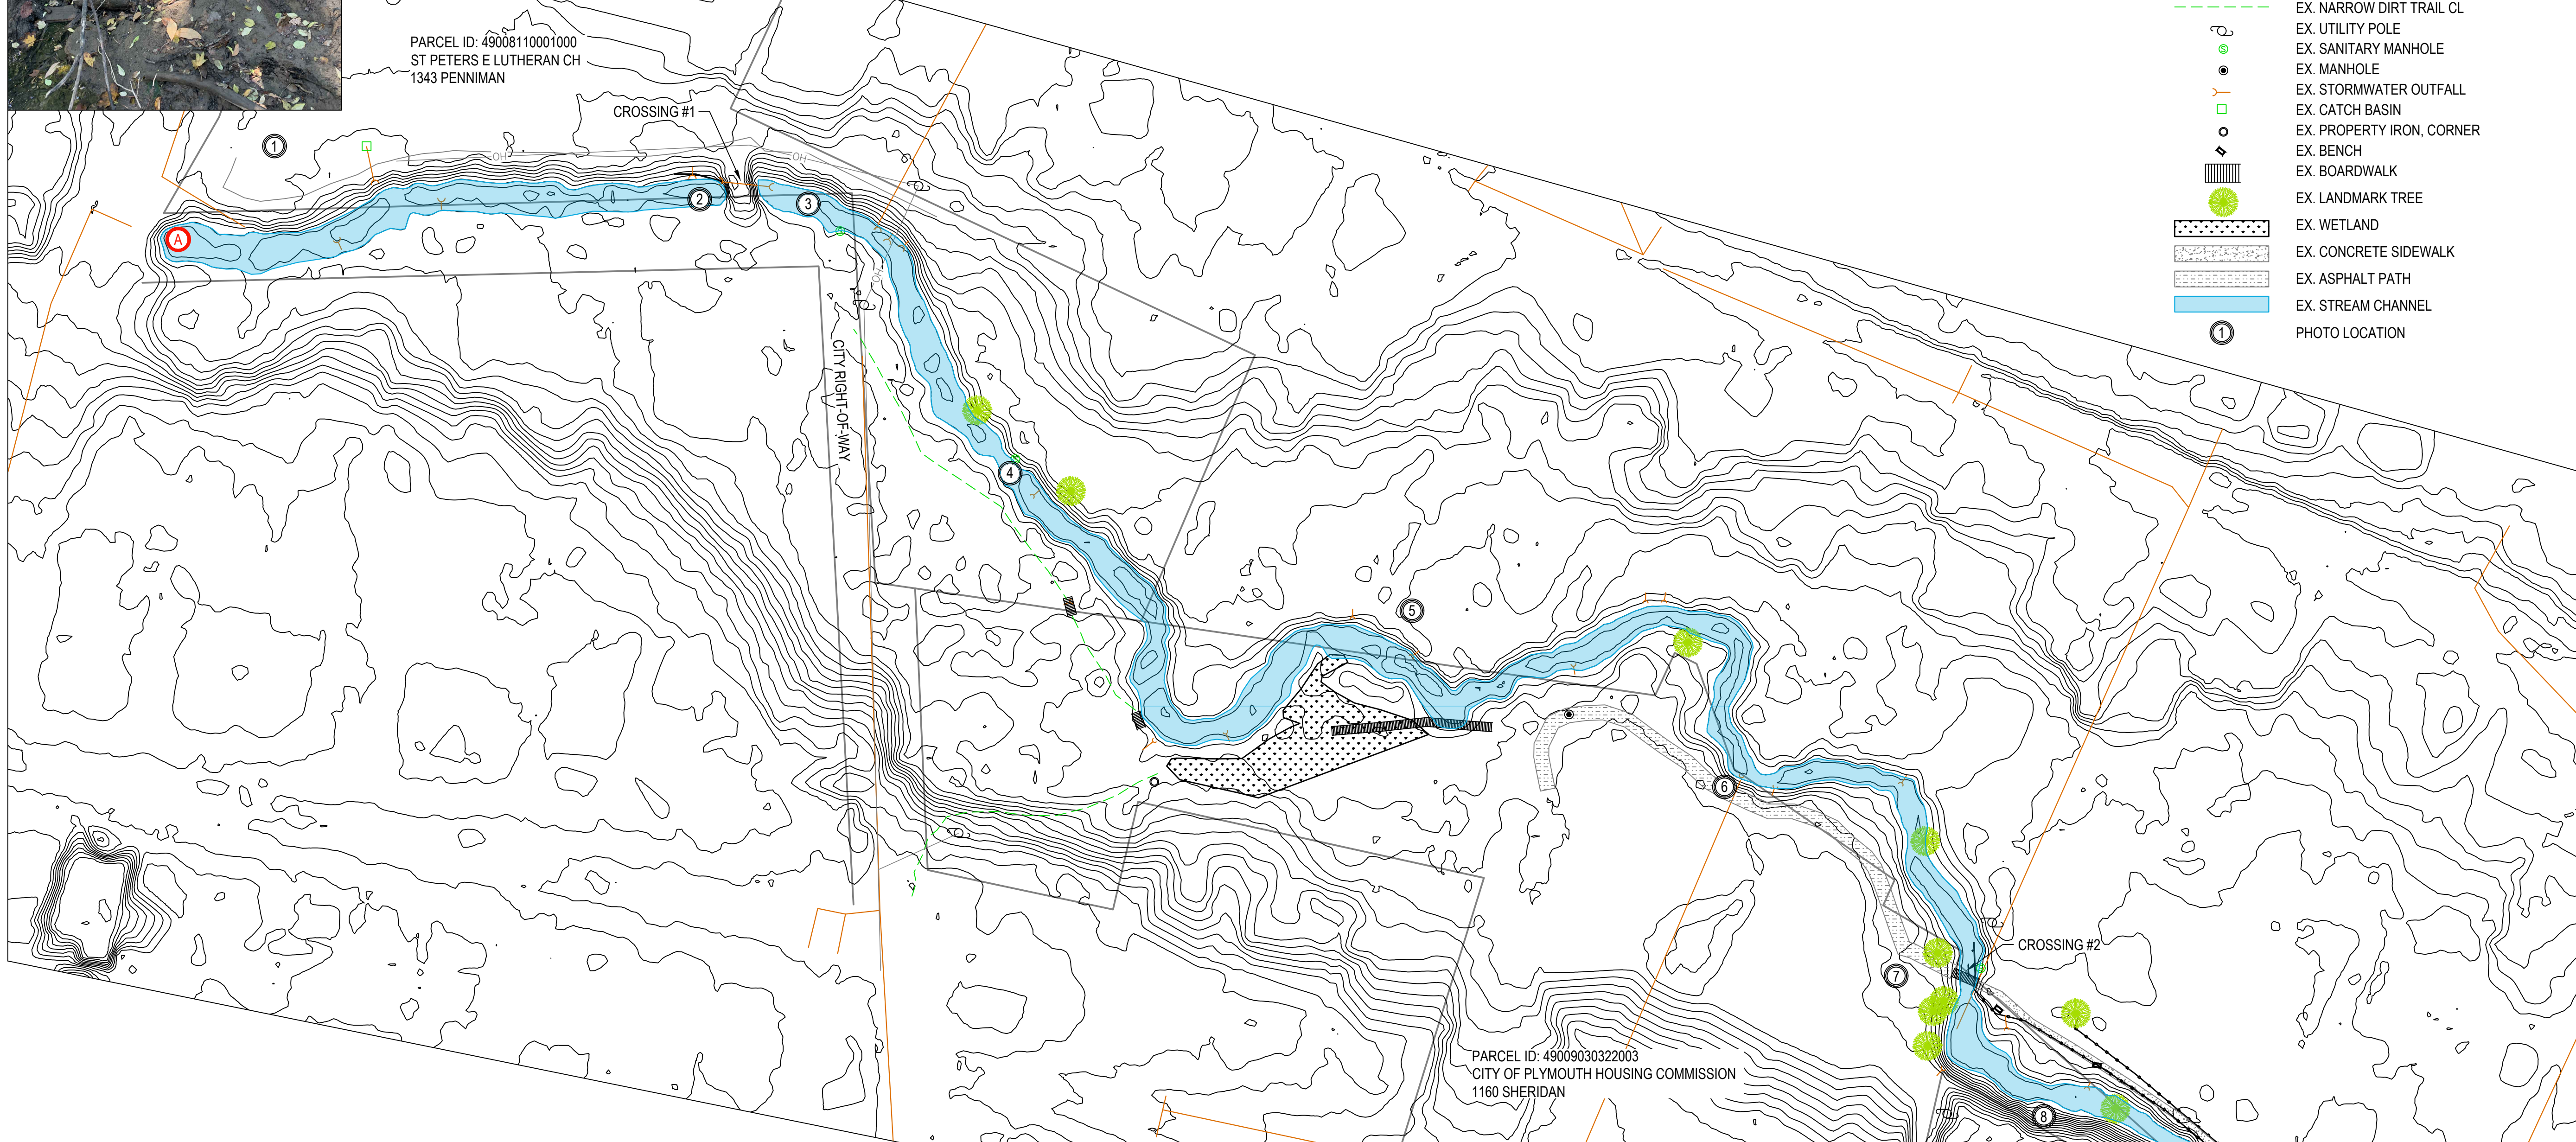 PARCEL ID: 49008110001000
ST PETERS E LUTHERAN CH
1343 PENNIMAN
CROSSING #1
OH
OH
OH
1
2
3
A
CITY RIGHT-OF-WAY
4
5
6
7
8
CROSSING #2
PARCEL ID: 49009030322003
CITY OF PLYMOUTH HOUSING COMMISSION
1160 SHERIDAN
EX. NARROW DIRT TRAIL CL
EX. UTILITY POLE
S
EX. SANITARY MANHOLE
EX. MANHOLE
EX. STORMWATER OUTFALL
EX. CATCH BASIN
EX. PROPERTY IRON, CORNER
EX. BENCH
EX. BOARDWALK
EX. LANDMARK TREE
EX. WETLAND
EX. CONCRETE SIDEWALK
EX. ASPHALT PATH
EX. STREAM CHANNEL
1
PHOTO LOCATION